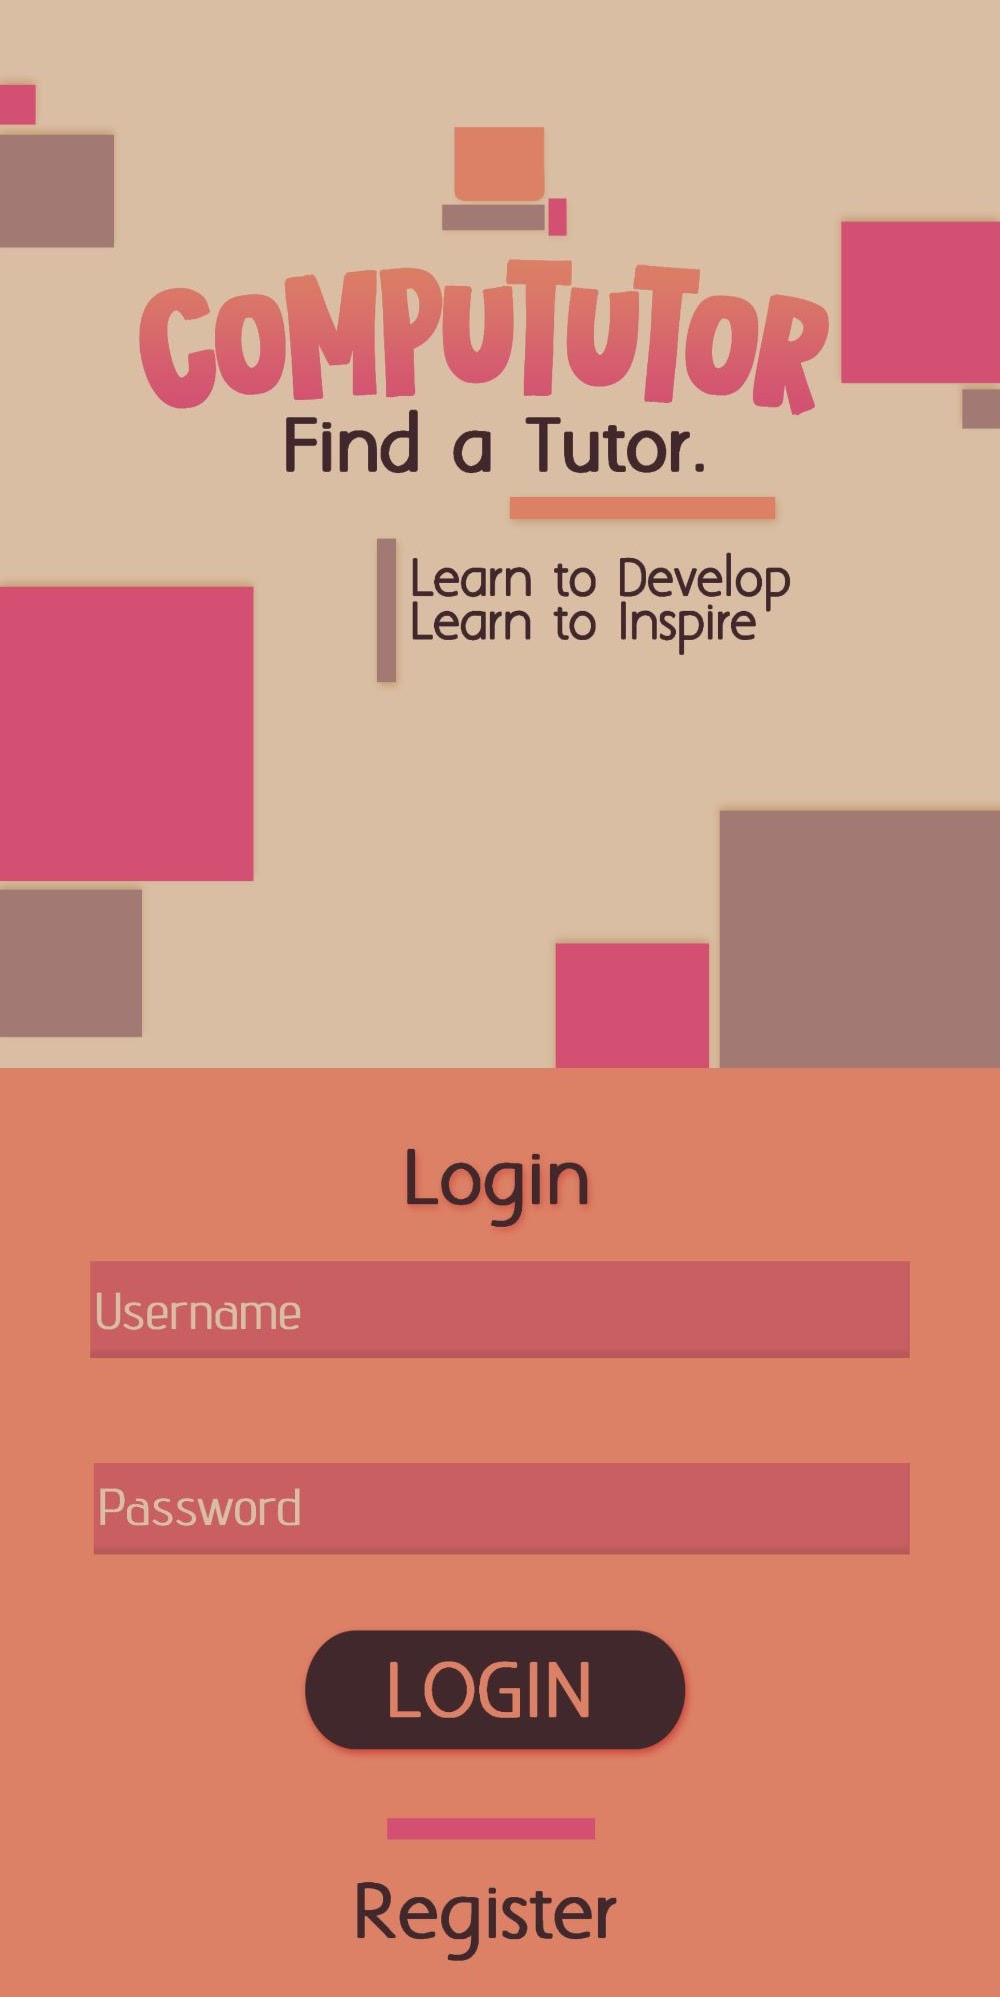 COMPUTUTOR
Find a Tutor.
Learn to Develop
Learn to Inspire
Login
Username
Password
LOGIN
Register